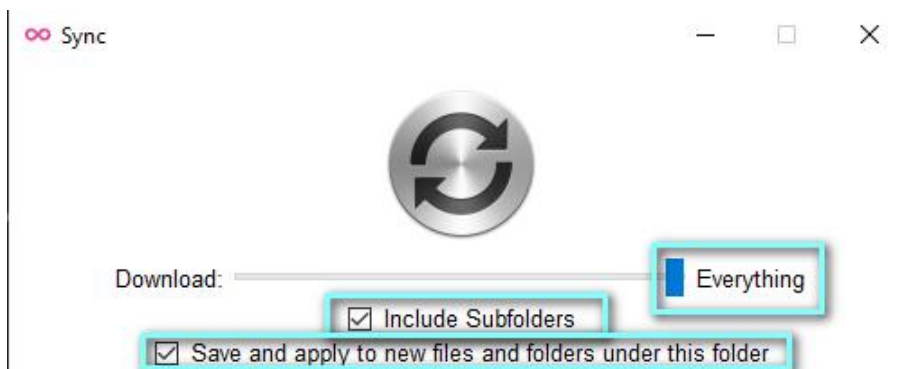 Sync
Download: Everything
Include Subfolders
Save and apply to new files and folders under this folder